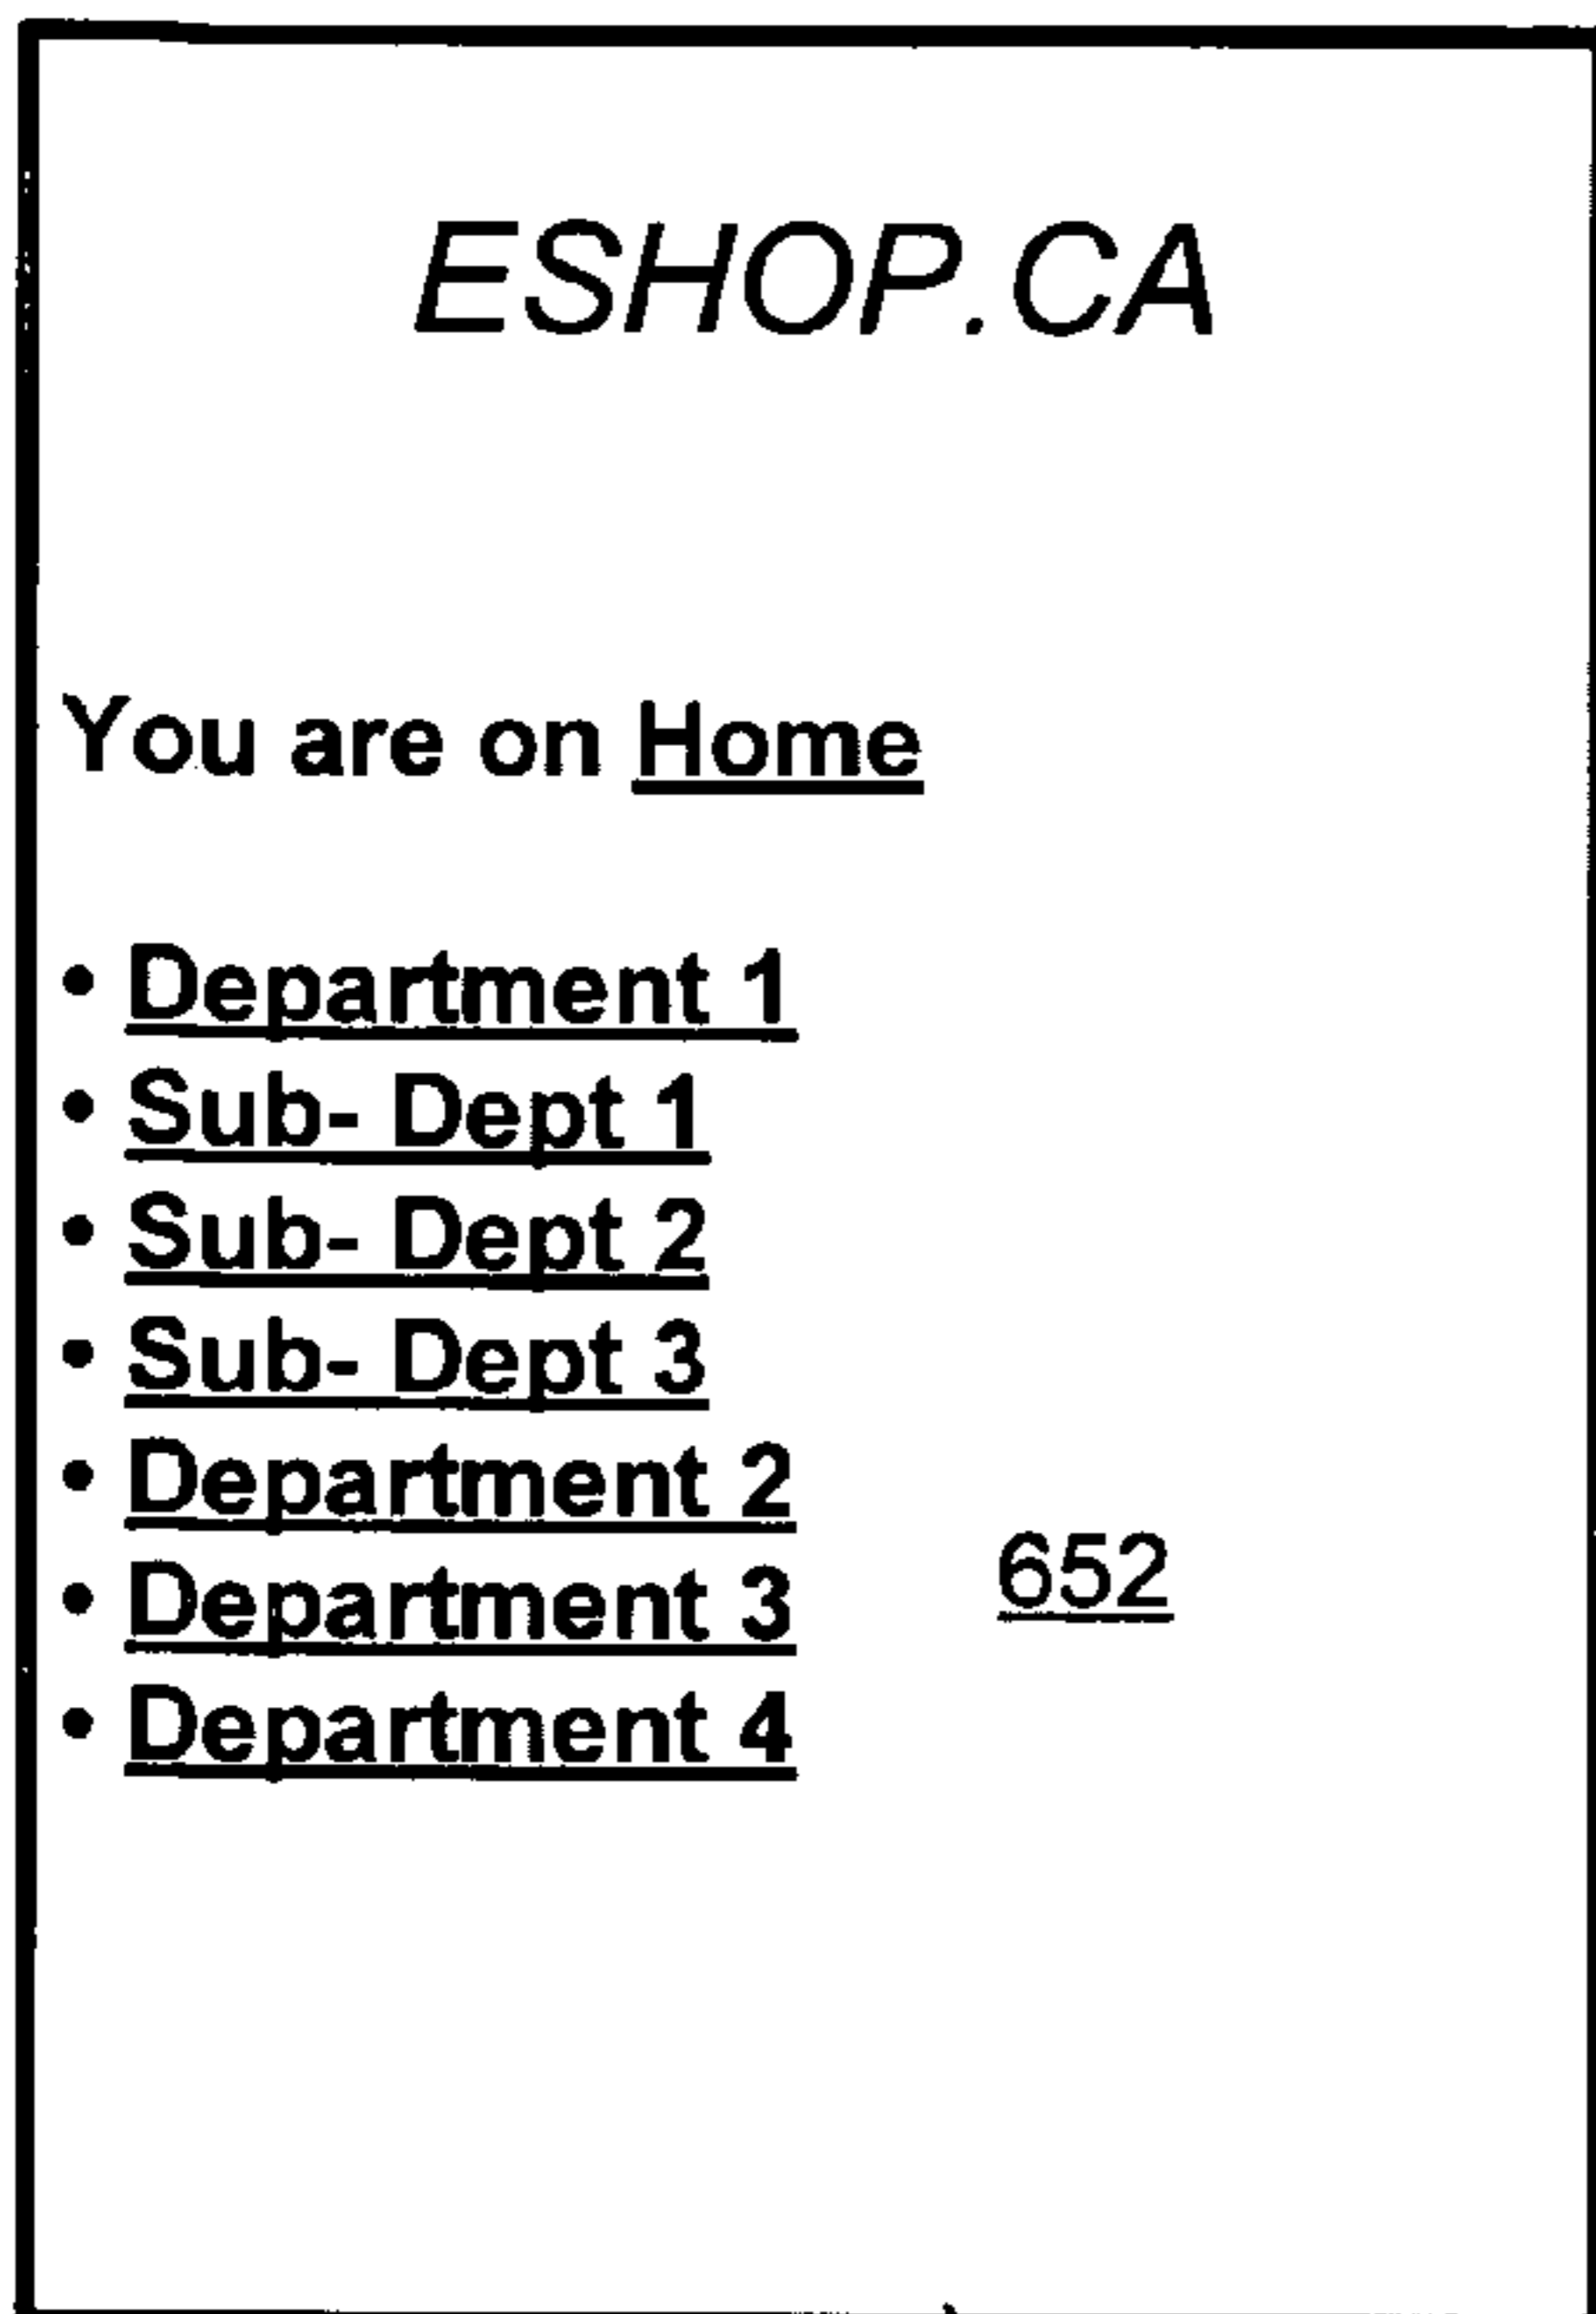 ESHOP.CA
You are on Home
• Department 1
• Sub- Dept 1
• Sub- Dept 2
• Sub- Dept 3
• Department 2
• Department 3
652
• Department 4